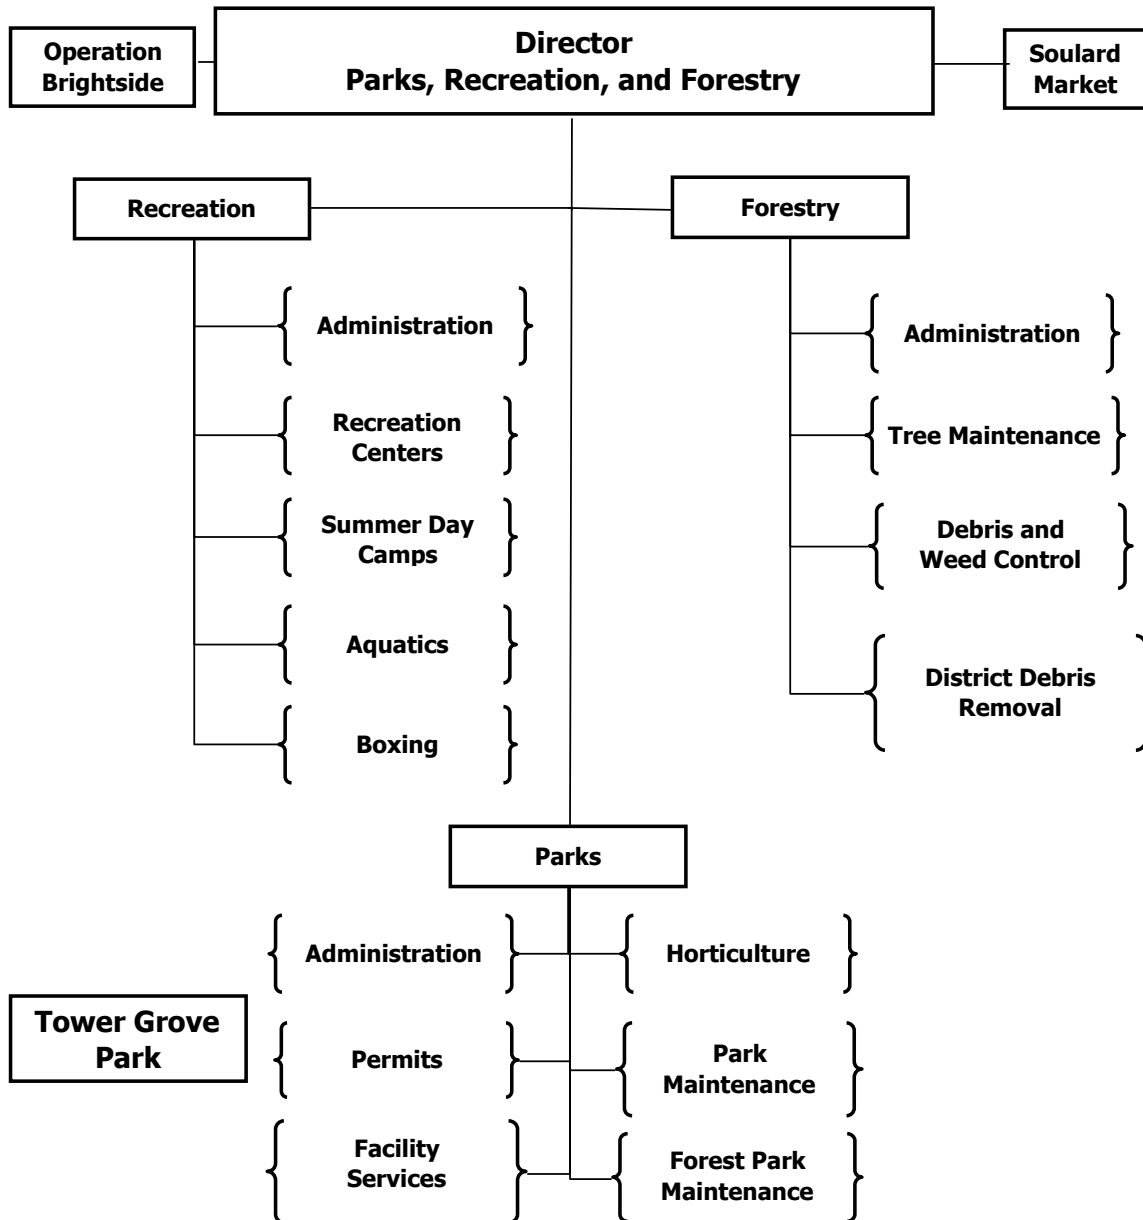 Operation
Brightside
Director
Parks, Recreation, and Forestry
Soulard
Market
Recreation
Forestry
Administration
Recreation
Centers
Summer Day
Camps
Aquatics
Boxing
Administration
Tree Maintenance
Debris and
Weed Control
District Debris
Removal
Parks
Administration
Horticulture
Tower Grove
Park
Permits
Park
Maintenance
Facility
Services
Forest Park
Maintenance